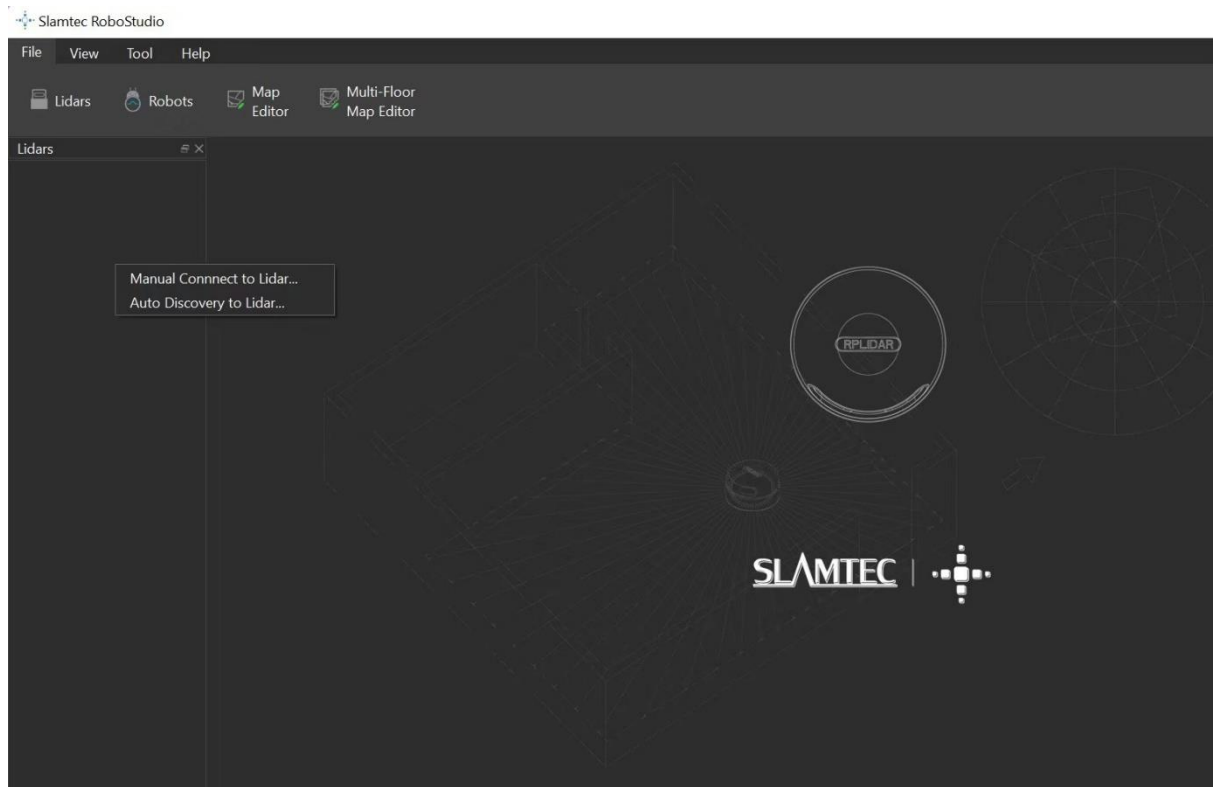 Slamtec RoboStudio
File View Tool Help
Lidars Robots Map Editor Multi-Floor Map Editor
Lidars
Manual Connnect to Lidar...
Auto Discovery to Lidar...
RPLIDAR
SLAMTEC